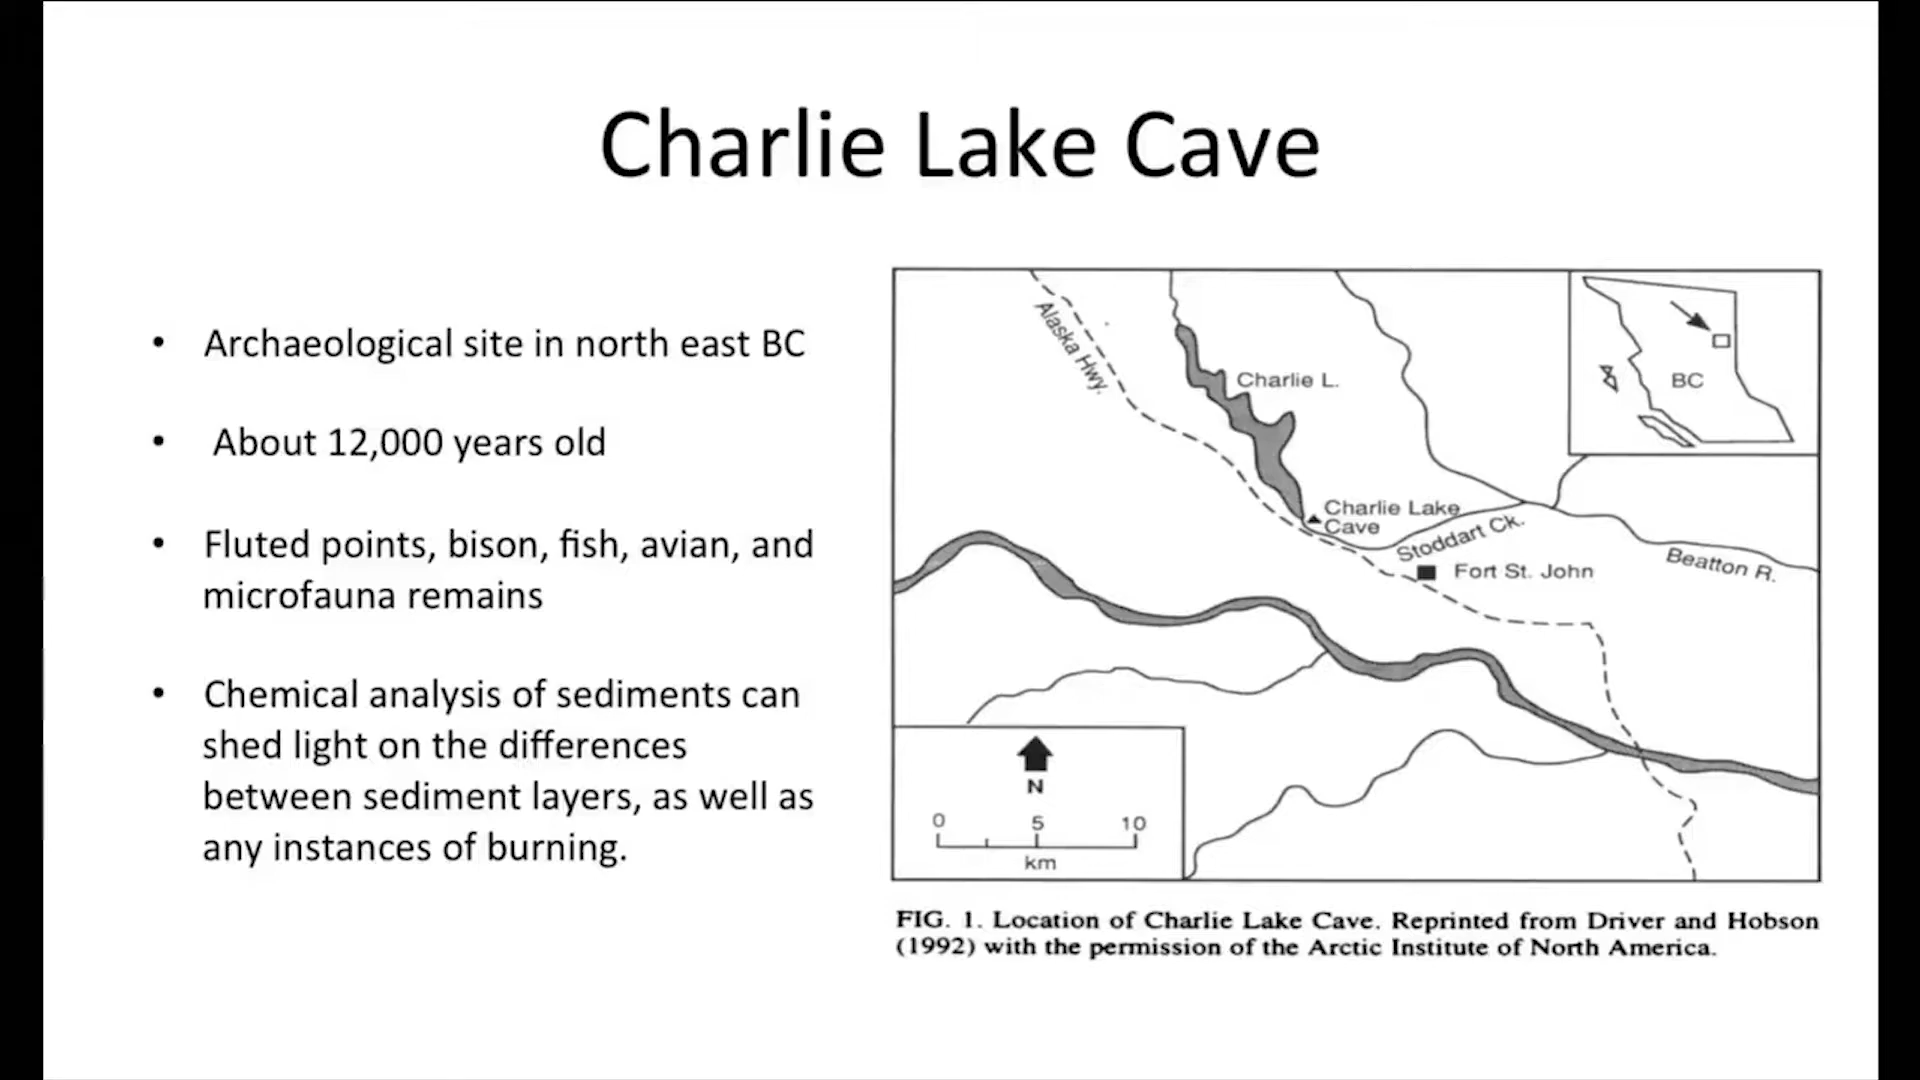 Charlie Lake Cave
• Archaeological site in north east BC
• About 12,000 years old
• Fluted points, bison, fish, avian, and
microfauna remains
• Chemical analysis of sediments can
shed light on the differences
between sediment layers, as well as
any instances of burning.
Alaska Hwy.
Charlie L.
BC
Charlie Lake
Cave
Stoddart Ck.
Fort St. John
Beatton R.
N
0 5 10
km
FIG. 1. Location of Charlie Lake Cave. Reprinted from Driver and Hobson
(1992) with the permission of the Arctic Institute of North America.